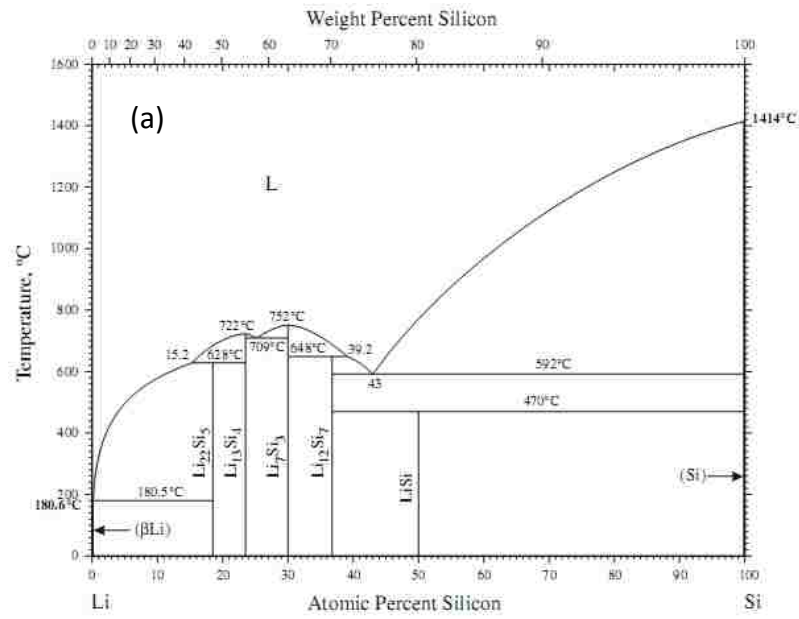 Weight Percent Silicon
0 10 20 30 40 50 60 70 80 90 100
1600
(a)
1400
1414°C
L
1200
1000
Temperature, °C
800
752°C
722°C
709°C
648°C
39.2
15.2
628°C
600
592°C
43
470°C
400
Li22Si5
Li13Si4
Li7Si3
Li12Si7
LiSi
(Si)
200
180.5°C
180.6°C
(βLi)
0
0 10 20 30 40 50 60 70 80 90 100
Li
Atomic Percent Silicon
Si